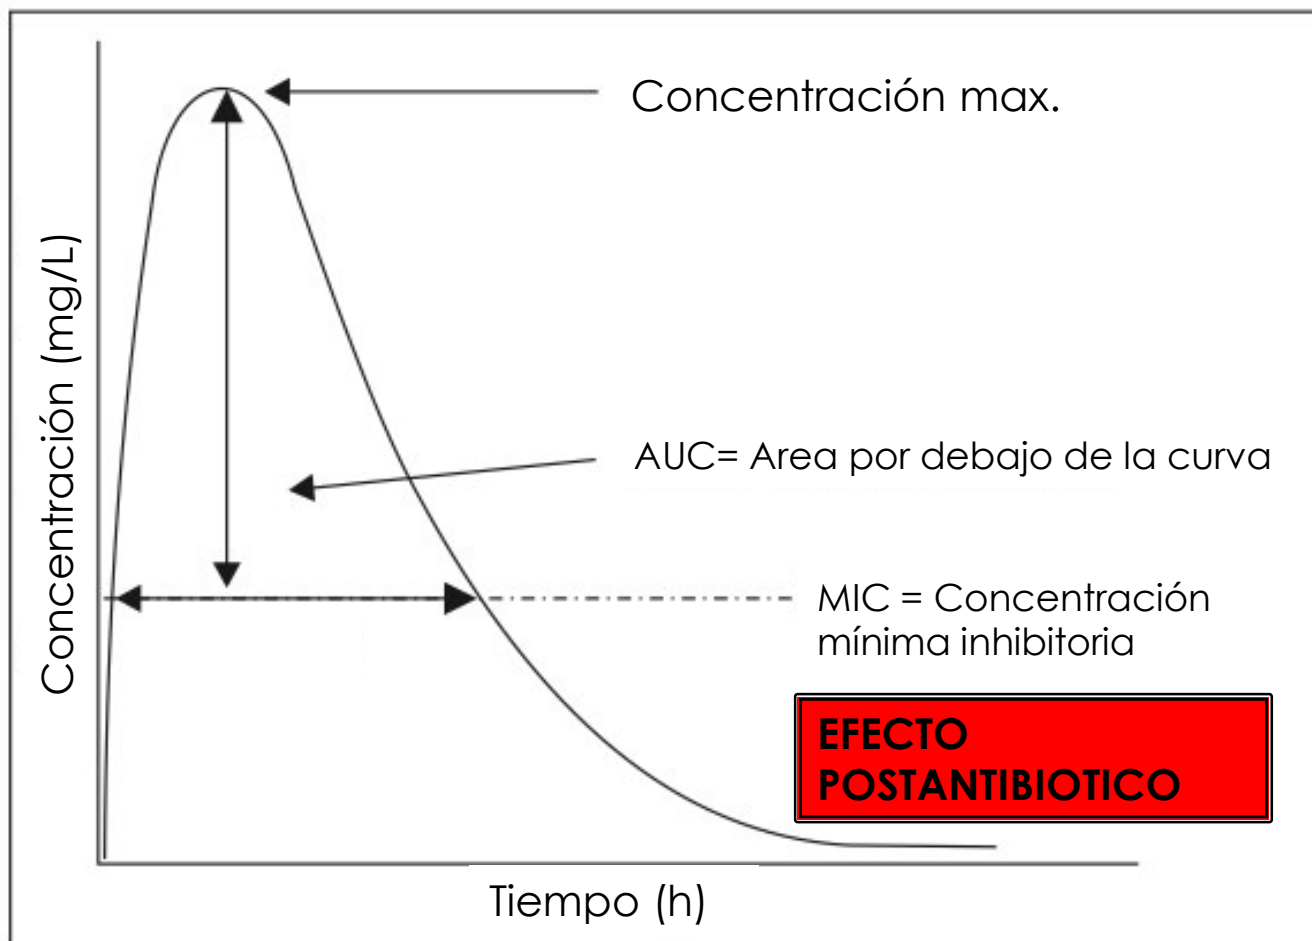 Concentración max.
Concentración (mg/L)
AUC= Area por debajo de la curva
MIC = Concentración
mínima inhibitoria
EFECTO
POSTANTIBIOTICO
Tiempo (h)